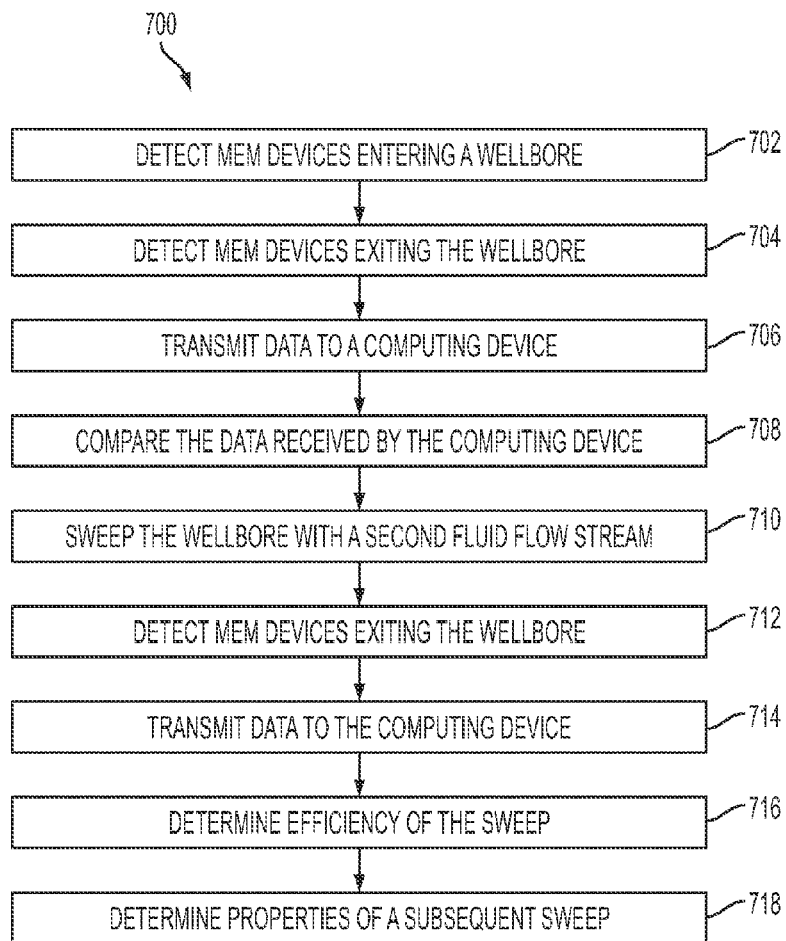 700
DETECT MEM DEVICES ENTERING A WELLBORE
702
DETECT MEM DEVICES EXITING THE WELLBORE
704
TRANSMIT DATA TO A COMPUTING DEVICE
706
COMPARE THE DATA RECEIVED BY THE COMPUTING DEVICE
708
SWEEP THE WELLBORE WITH A SECOND FLUID FLOW STREAM
710
DETECT MEM DEVICES EXITING THE WELLBORE
712
TRANSMIT DATA TO THE COMPUTING DEVICE
714
DETERMINE EFFICIENCY OF THE SWEEP
716
DETERMINE PROPERTIES OF A SUBSEQUENT SWEEP
718